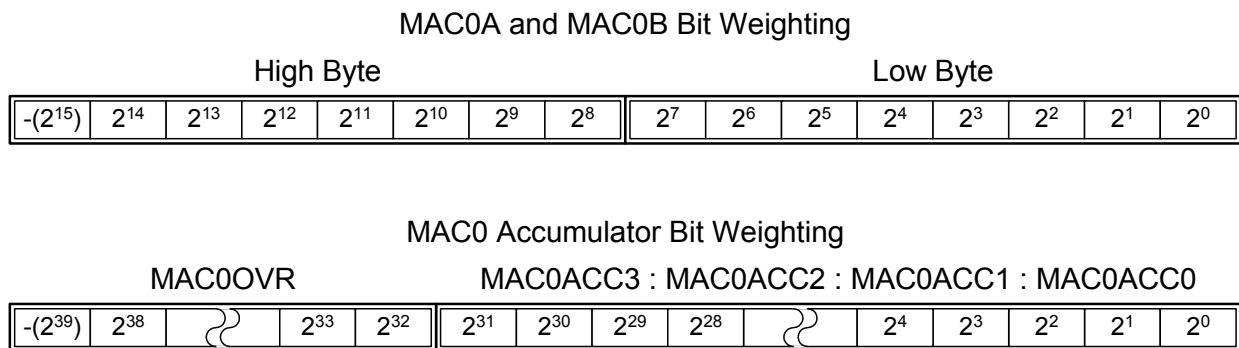 MAC0A and MAC0B Bit Weighting
High Byte Low Byte
-(2¹⁵) 2¹⁴ 2¹³ 2¹² 2¹¹ 2¹⁰ 2⁹ 2⁸ 2⁷ 2⁶ 2⁵ 2⁴ 2³ 2² 2¹ 2⁰
MAC0 Accumulator Bit Weighting
MAC0OVR MAC0ACC3 : MAC0ACC2 : MAC0ACC1 : MAC0ACC0
-(2³⁹) 2³⁸ 2³³ 2³² 2³¹ 2³⁰ 2²⁹ 2²⁸ 2⁴ 2³ 2² 2¹ 2⁰